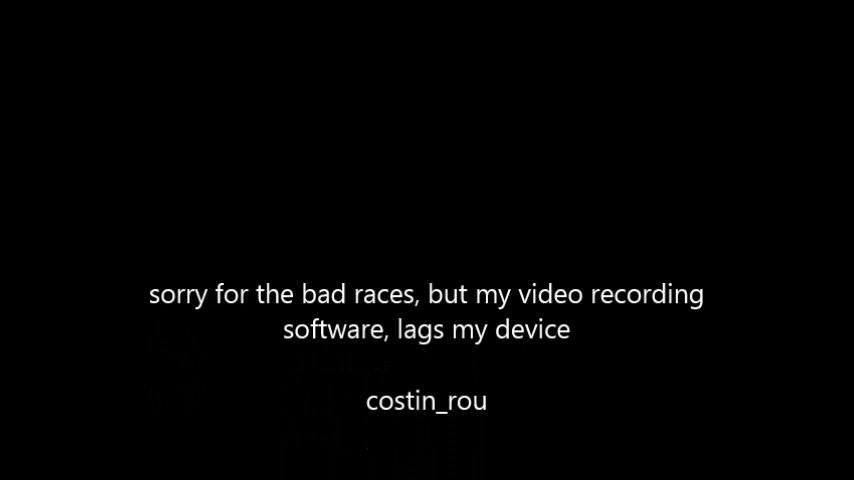 sorry for the bad races, but my video recording
software, lags my device
costin_rou